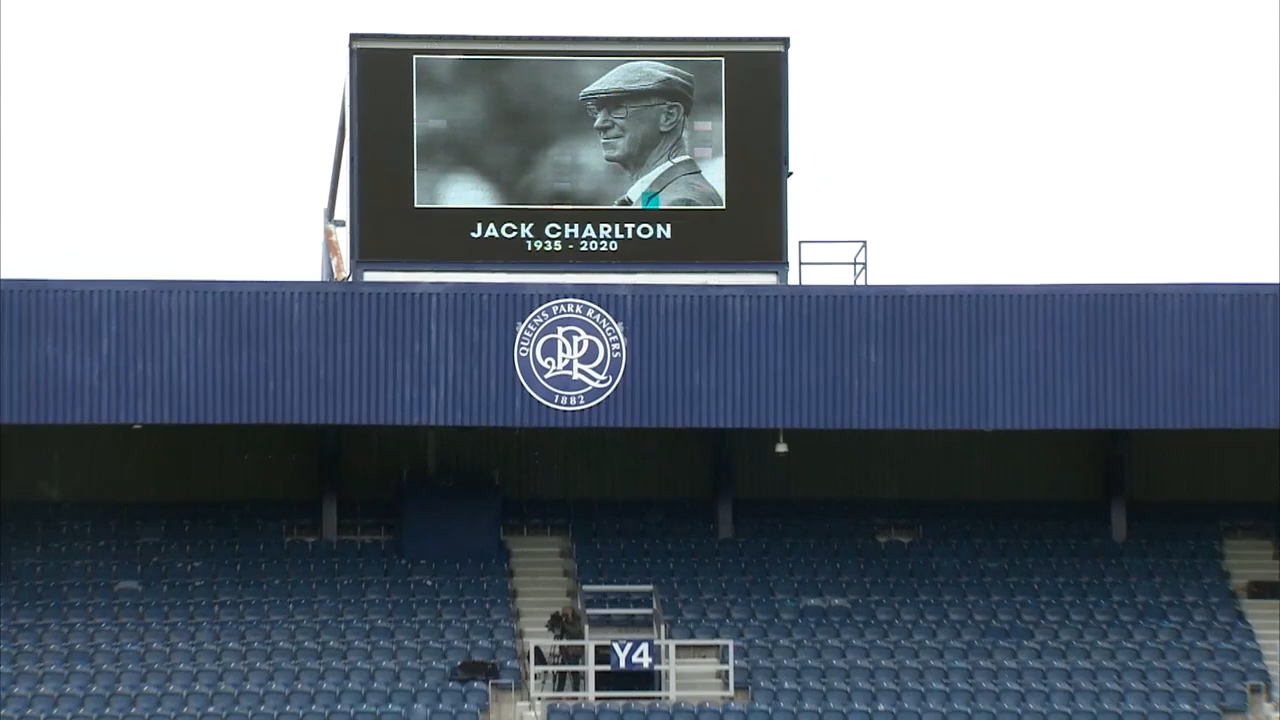 JACK CHARLTON
1935 - 2020
QUEENS PARK RANGERS
QPR
1882
Y4